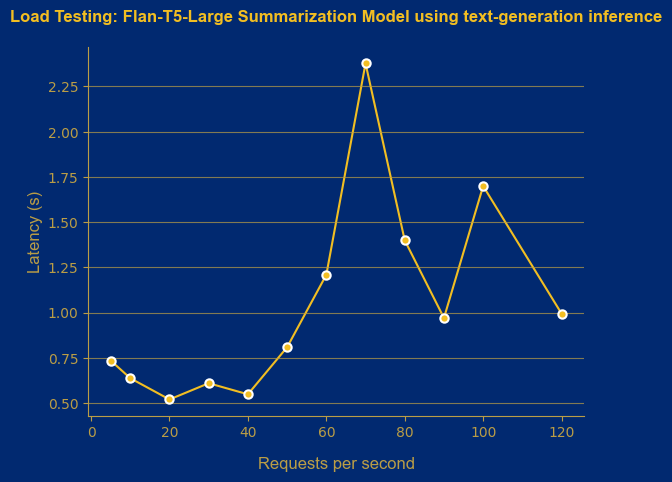 Load Testing: Flan-T5-Large Summarization Model using text-generation inference
2.25
2.00
1.75
1.50
1.25
1.00
0.75
0.50
Latency (s)
0 20 40 60 80 100 120
Requests per second